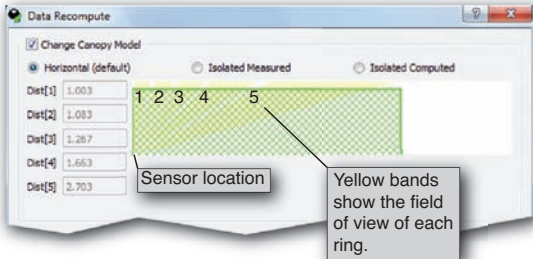 Data Recompute
Change Canopy Model
Horizontal (default) Isolated Measured Isolated Computed
Dist[1] 1.003
Dist[2] 1.083
Dist[3] 1.267
Dist[4] 1.663
Dist[5] 2.703
1 2 3 4 5
Sensor location
Yellow bands
show the field
of view of each
ring.